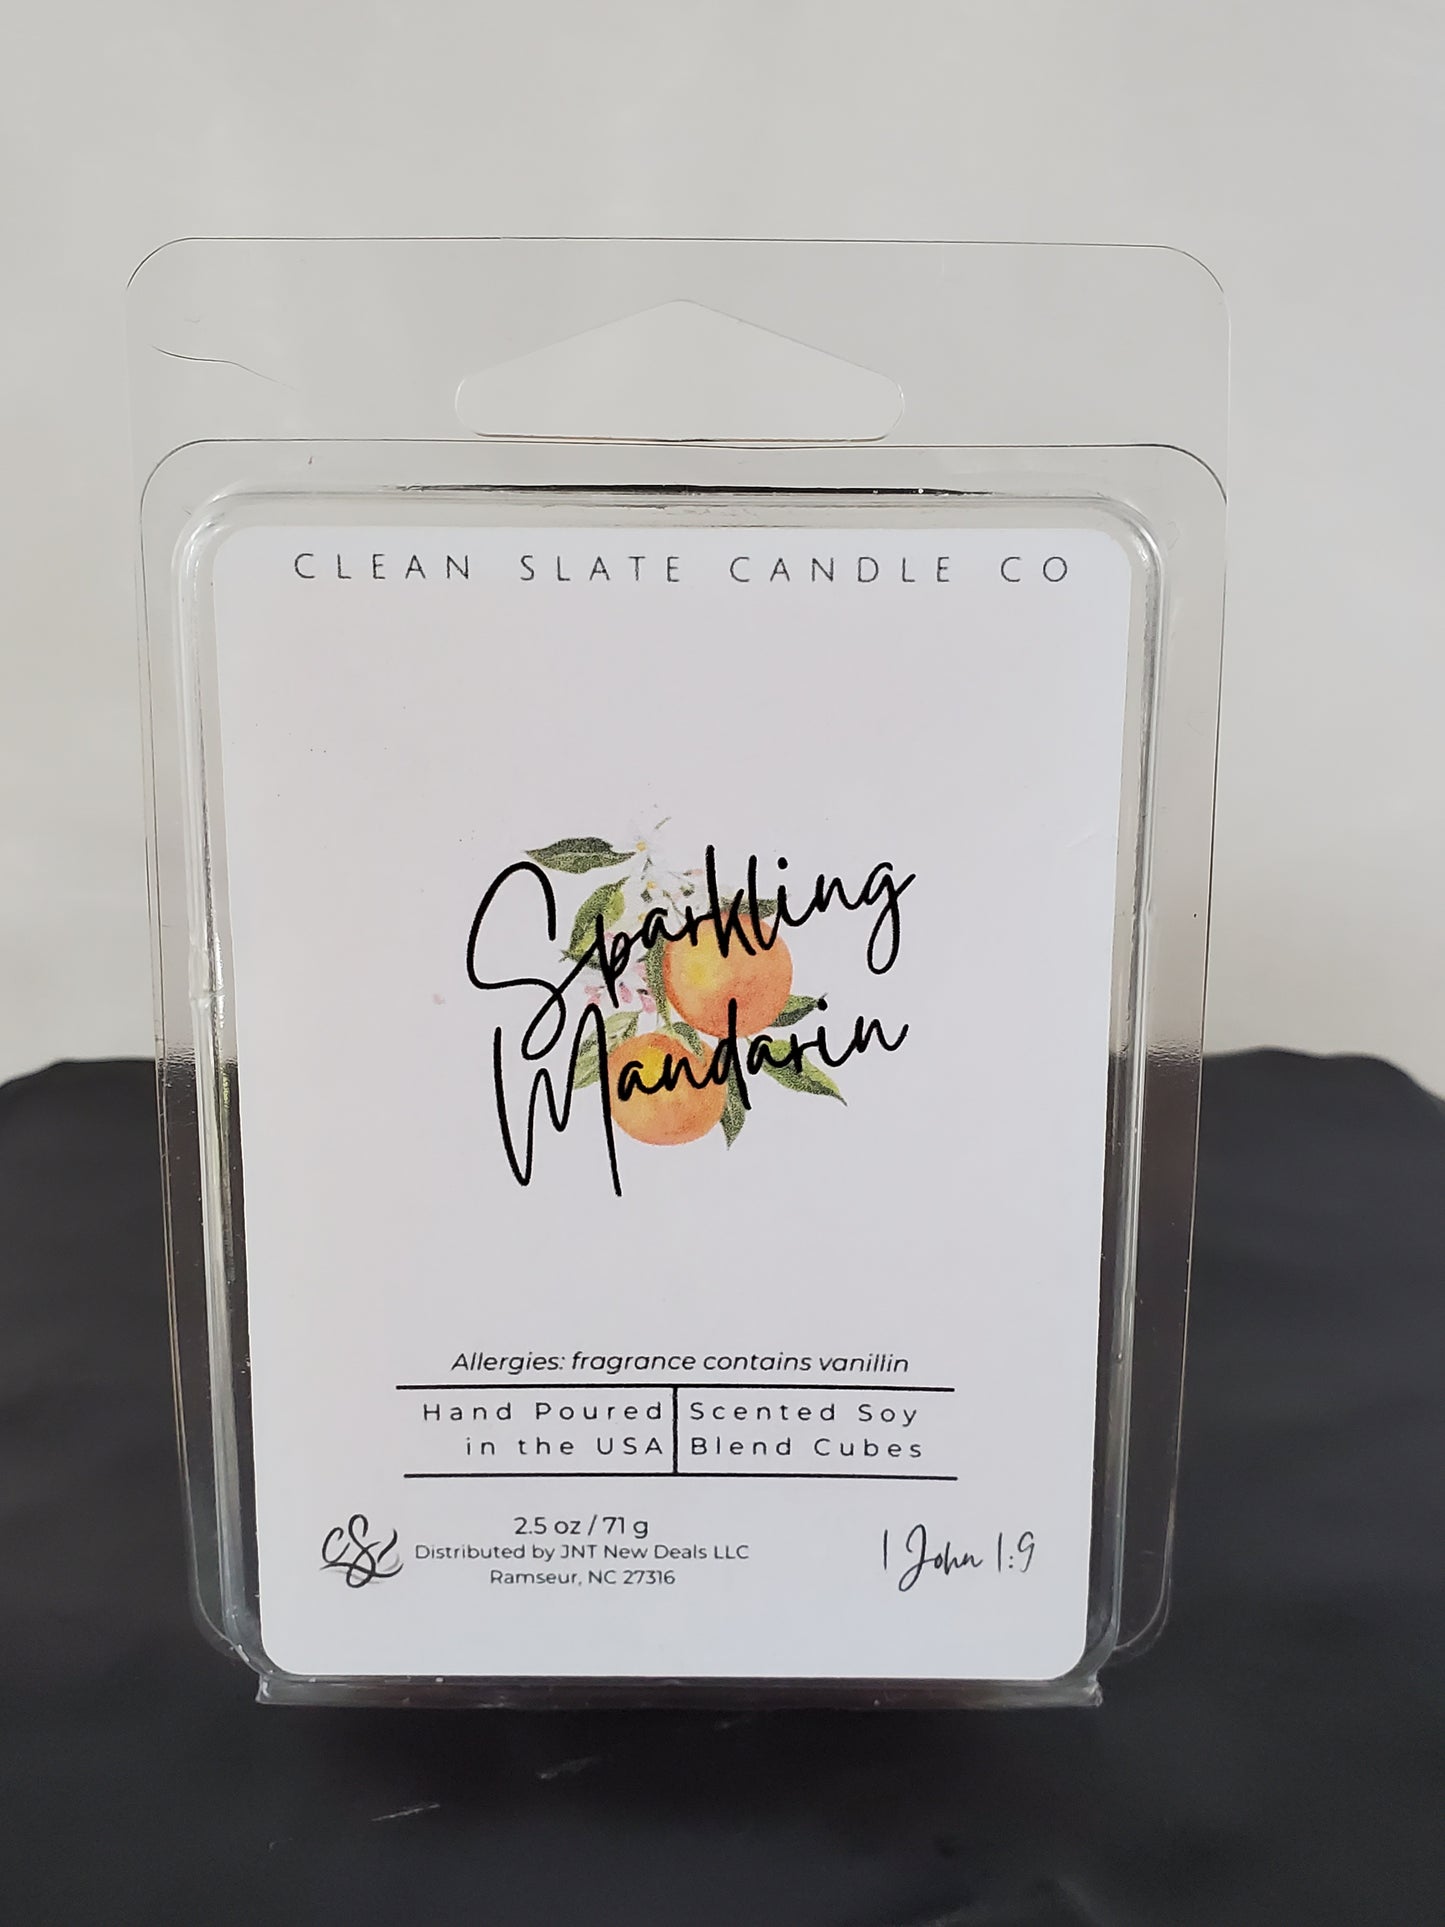 CLEAN SLATE CANDLE CO
Sparkling
Mandarin
Allergies: fragrance contains vanillin
Hand Poured
in the USA
Scented Soy
Blend Cubes
2.5 oz / 71 g
Distributed by JNT New Deals LLC
Ramseur, NC 27316
1 John 1:9